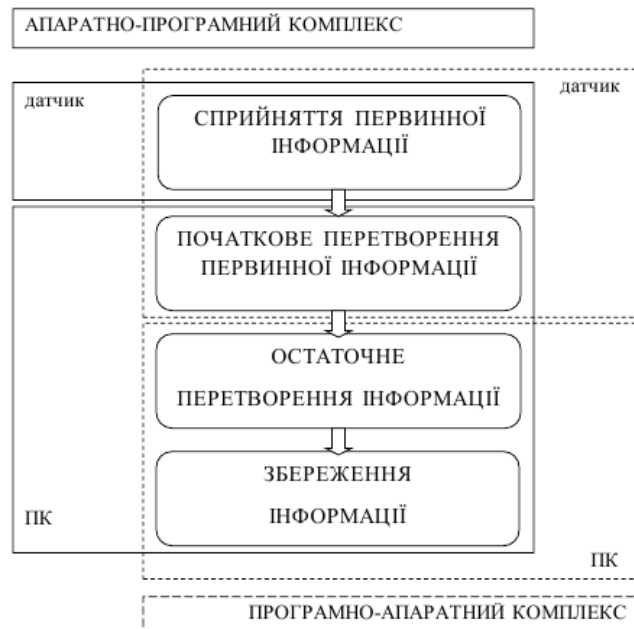 АПАРАТНО-ПРОГРАМНИЙ КОМПЛЕКС
датчик
датчик
СПРИЙНЯТТЯ ПЕРВИННОЇ
ІНФОРМАЦІЇ
ПОЧАТКОВЕ ПЕРЕТВОРЕННЯ
ПЕРВИННОЇ ІНФОРМАЦІЇ
ОСТАТОЧНЕ
ПЕРЕТВОРЕННЯ ІНФОРМАЦІЇ
ЗБЕРЕЖЕННЯ
ІНФОРМАЦІЇ
ПК
ПК
ПРОГРАМНО-АПАРАТНИЙ КОМПЛЕКС